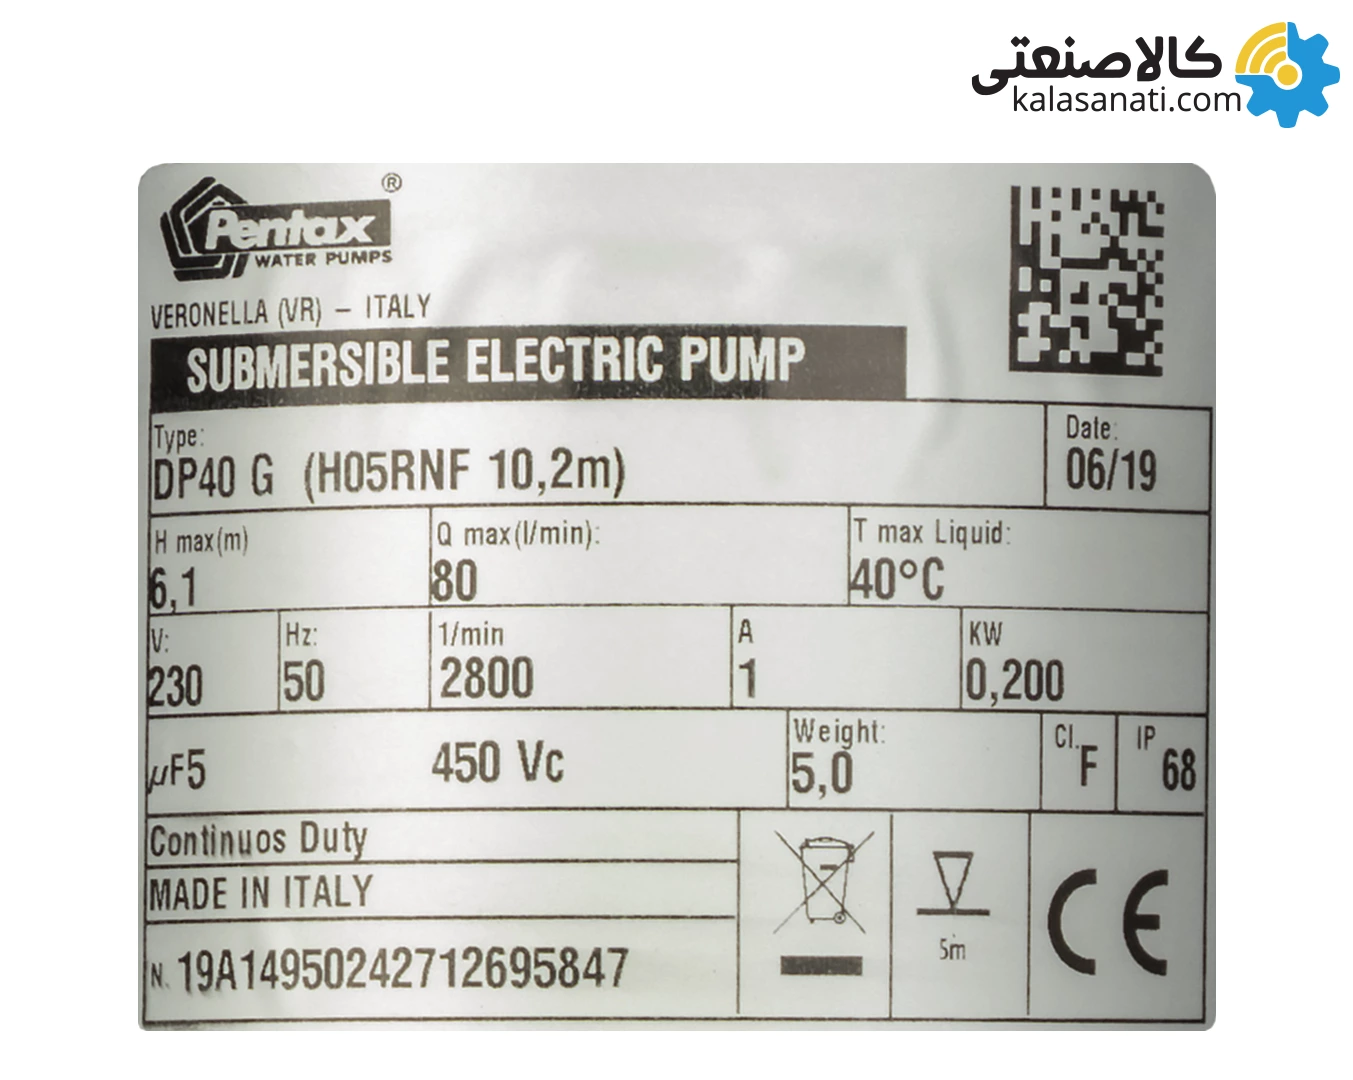 کالاصنعتی
kalasanati.com
Pentax ®
WATER PUMPS
VERONELLA (VR) – ITALY
SUBMERSIBLE ELECTRIC PUMP
Type:
DP40 G (H05RNF 10,2m)
Date:
06/19
H max(m)
6,1
Q max(l/min):
80
T max Liquid:
40°C
V:
230
Hz:
50
1/min
2800
A
1
KW
0,200
µF5 450 Vc
Weight:
5,0
Cl. F
IP 68
Continuos Duty
MADE IN ITALY
N. 19A14950242712695847
5m
CE